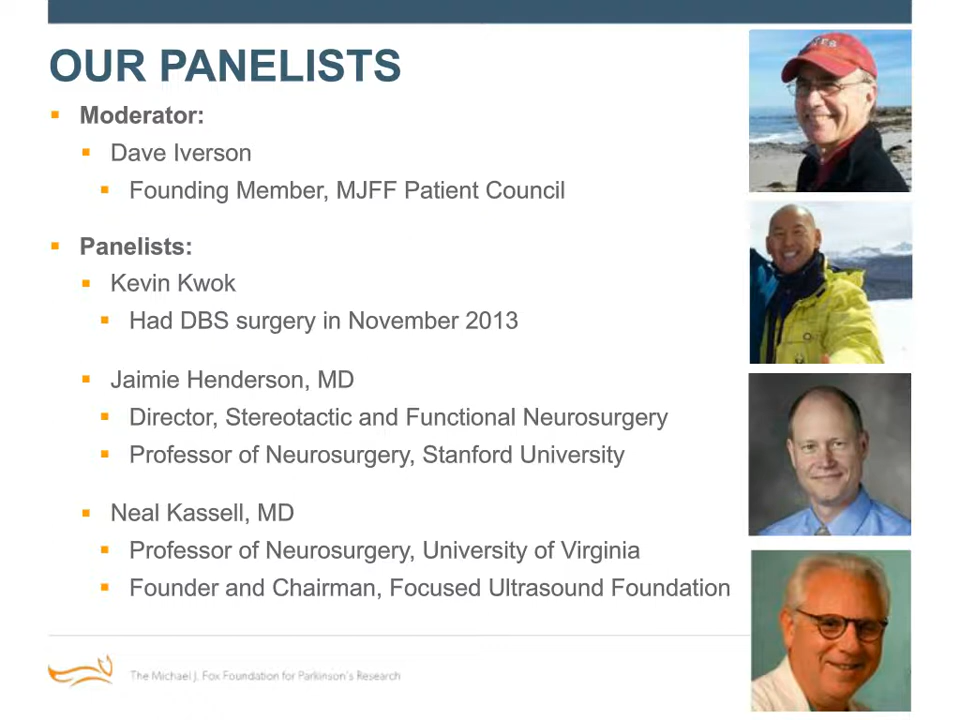 OUR PANELISTS
Moderator:
Dave Iverson
Founding Member, MJFF Patient Council
Panelists:
Kevin Kwok
Had DBS surgery in November 2013
Jaimie Henderson, MD
Director, Stereotactic and Functional Neurosurgery
Professor of Neurosurgery, Stanford University
Neal Kassell, MD
Professor of Neurosurgery, University of Virginia
Founder and Chairman, Focused Ultrasound Foundation
The Michael J. Fox Foundation for Parkinson's Research